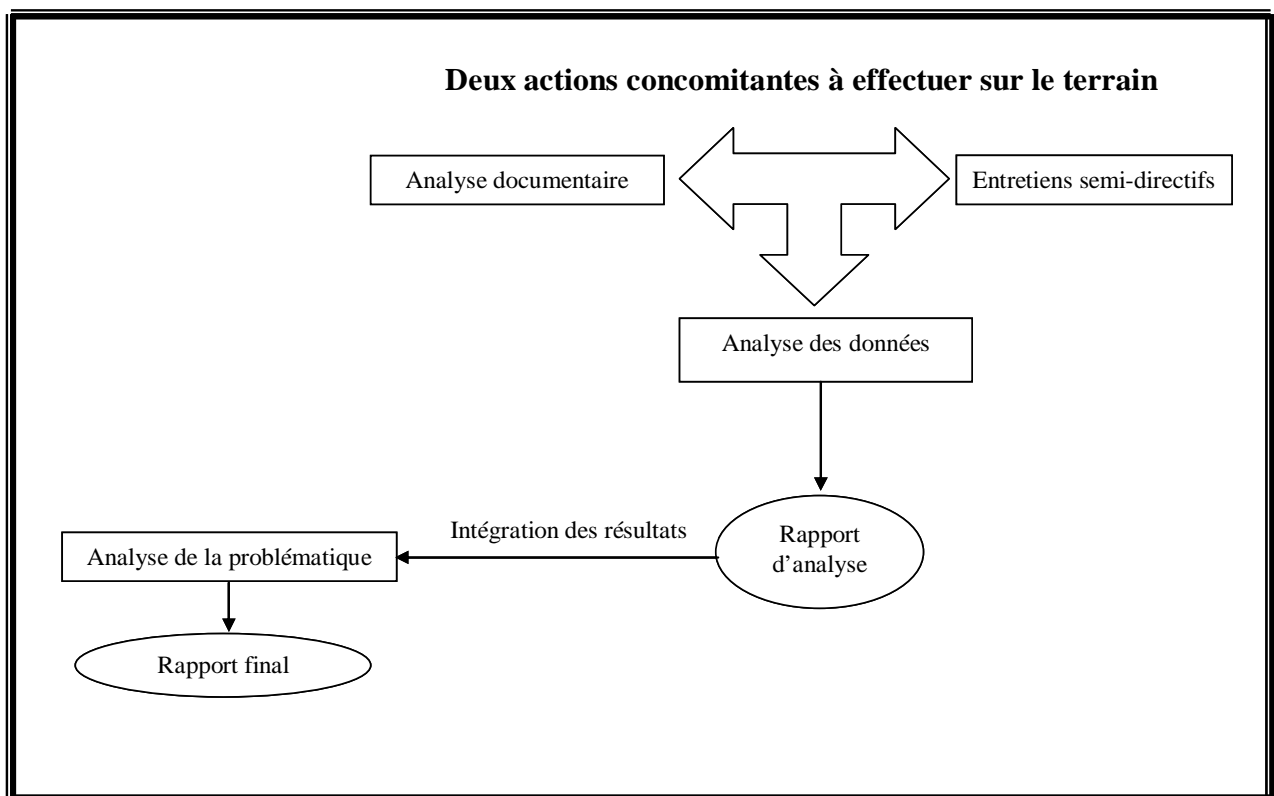 Deux actions concomitantes à effectuer sur le terrain
Analyse documentaire
Entretiens semi-directifs
Analyse des données
Intégration des résultats
Rapport
d’analyse
Analyse de la problématique
Rapport final